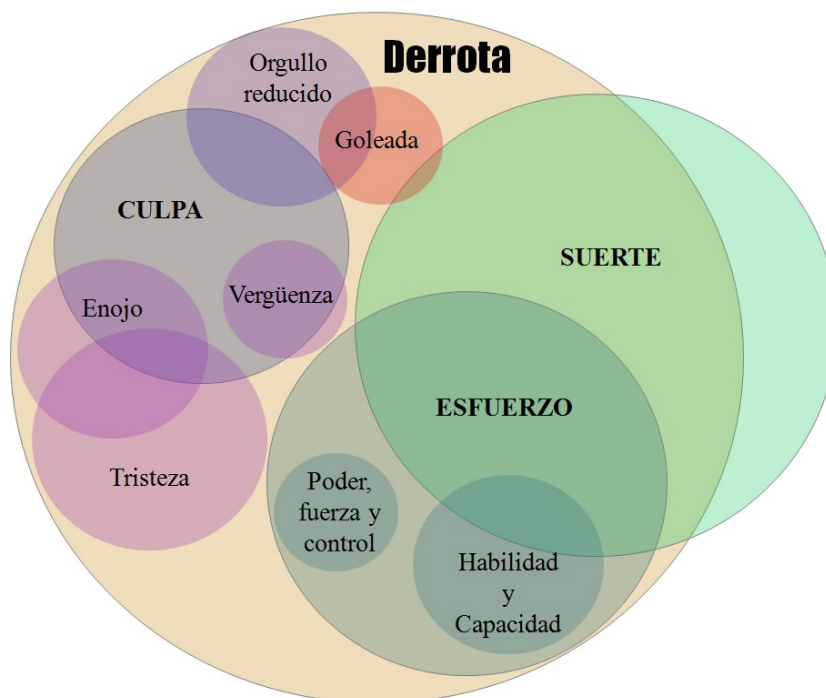 Derrota
Orgullo
reducido
Goleada
CULPA
SUERTE
Vergüenza
Enojo
ESFUERZO
Tristeza
Poder,
fuerza y
control
Habilidad
y
Capacidad